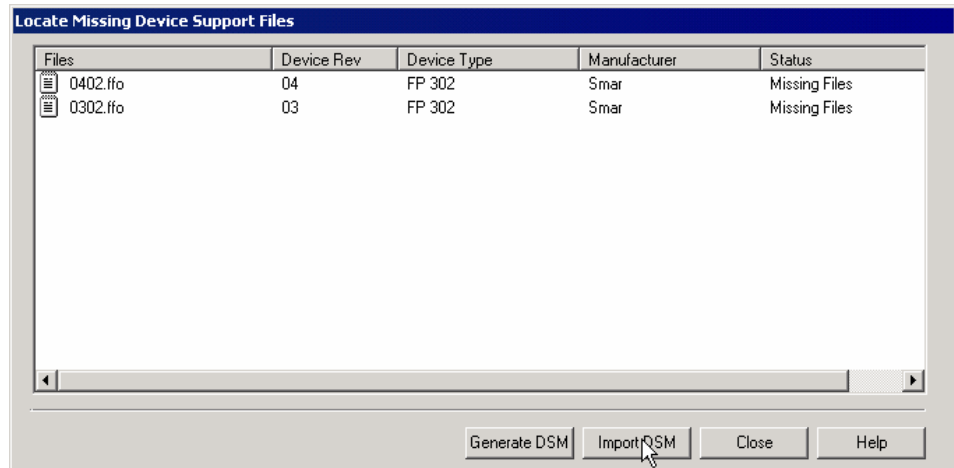 Locate Missing Device Support Files
Files Device Rev Device Type Manufacturer Status
0402.ffo 04 FP 302 Smar Missing Files
0302.ffo 03 FP 302 Smar Missing Files
Generate DSM Import DSM Close Help